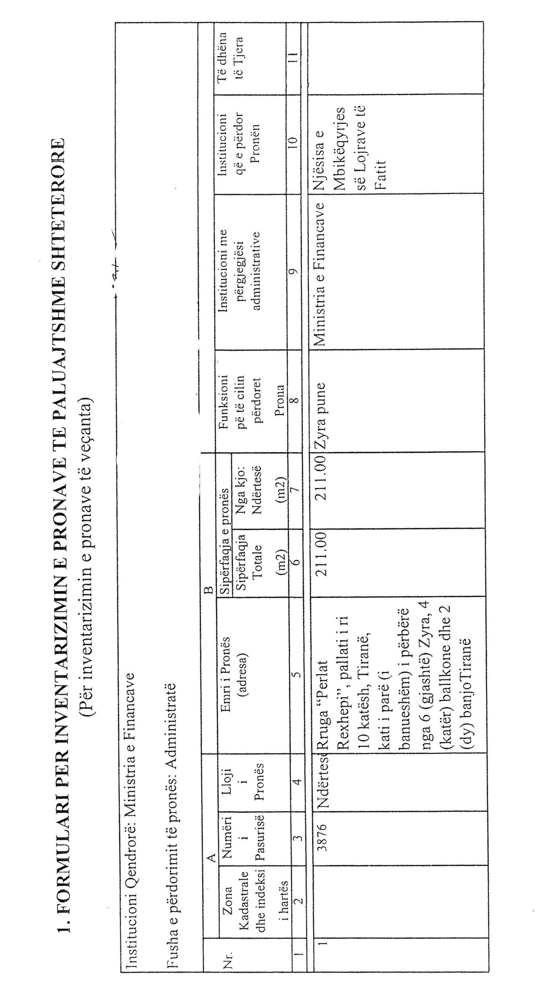 1. FORMULARI PER INVENTARIZIMIN E PRONAVE TE PALUAJTSHME SHTETERORE
(Për inventarizimin e pronave të veçanta)
Institucioni Qendrorë: Ministria e Financave
Fusha e përdorimit të pronës: Administratë
A
B
Nr.
Zona
Kadastrale
dhe indeksi
i hartës
Numëri
i
Pasurisë
Lloji
i
Pronës
Emri i Pronës
(adresa)
Sipërfaqja e pronës
Sipërfaqja
Totale
(m2)
Nga kjo:
Ndërtesë
(m2)
Funksioni
pë të cilin
përdoret
Prona
Institucioni me
përgjegjësi
administrative
Institucioni
që e përdor
Pronën
Të dhëna
të Tjera
1 2 3 4 5 6 7 8 9 10 11
1
3876
Ndërtesë
Rruga “Perlat
Rexhepi”, pallati i ri
10 katësh, Tiranë,
kati i parë (i
banueshëm) i përbërë
nga 6 (gjashtë) Zyra, 4
(katër) ballkone dhe 2
(dy) banjoTiranë
211.00
211.00
Zyra pune
Ministria e Financave
Njësisa e
Mbikëqyrjes
së Lojrave të
Fatit